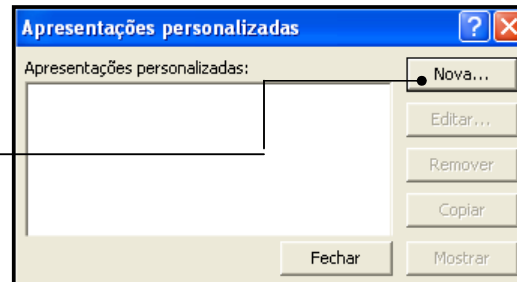 Apresentações personalizadas
Apresentações personalizadas:
Nova...
Editar...
Remover
Copiar
Fechar
Mostrar